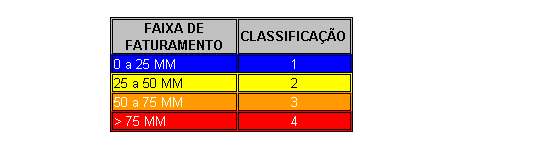 FAIXA DE
FATURAMENTO CLASSIFICAÇÃO
0 a 25 MM 1
25 a 50 MM 2
50 a 75 MM 3
> 75 MM 4